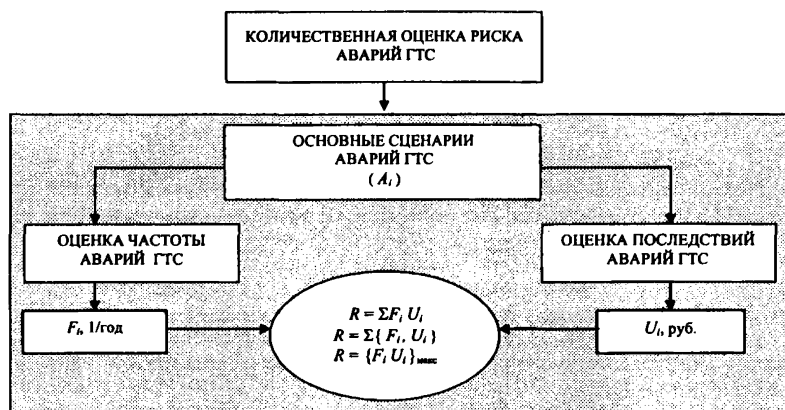 КОЛИЧЕСТВЕННАЯ ОЦЕНКА РИСКА
АВАРИЙ ГТС
ОСНОВНЫЕ СЦЕНАРИИ
АВАРИЙ ГТС
( Aᵢ )
ОЦЕНКА ЧАСТОТЫ
АВАРИЙ ГТС
ОЦЕНКА ПОСЛЕДСТВИЙ
АВАРИЙ ГТС
Fᵢ, 1/год
R = ΣFᵢ Uᵢ
R = Σ{ Fᵢ, Uᵢ }
R = {Fᵢ Uᵢ}макс
Uᵢ, руб.